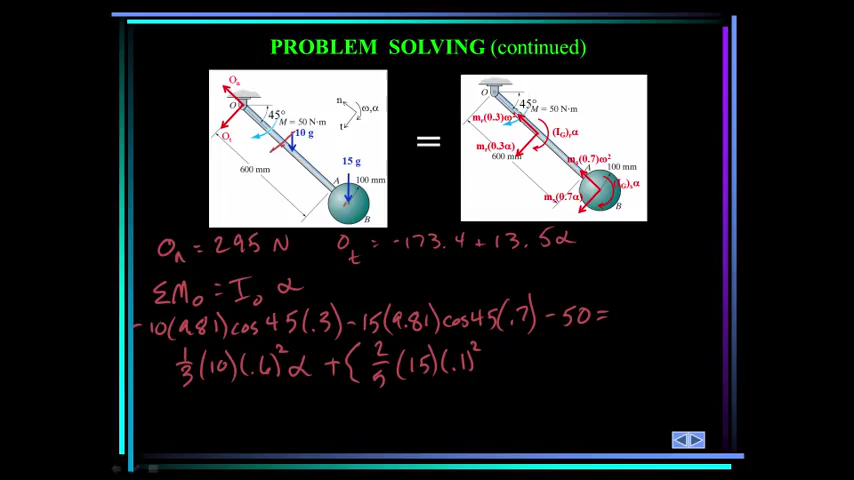 PROBLEM SOLVING (continued)
Oₙ
O
45°
M = 50 N·m
10 g
n
t
ω,α
Oₜ
15 g
600 mm
A
100 mm
B
=
O
45°
M = 50 N·m
mᵣ(0.3)ω²
(I_G)ᵣα
mᵣ(0.3α)
600 mm
mₛ(0.7)ω²
A
100 mm
(I_G)ₛα
mₛ(0.7α)
B
Oₙ = 295 N Oₜ = -173.4 + 13.5α
ΣM₀ = I₀ α
-10(9.81)cos45(.3) - 15(9.81)cos45(.7) - 50 =
1/3 (10)(.6)² α + { 2/5 (15)(.1)²